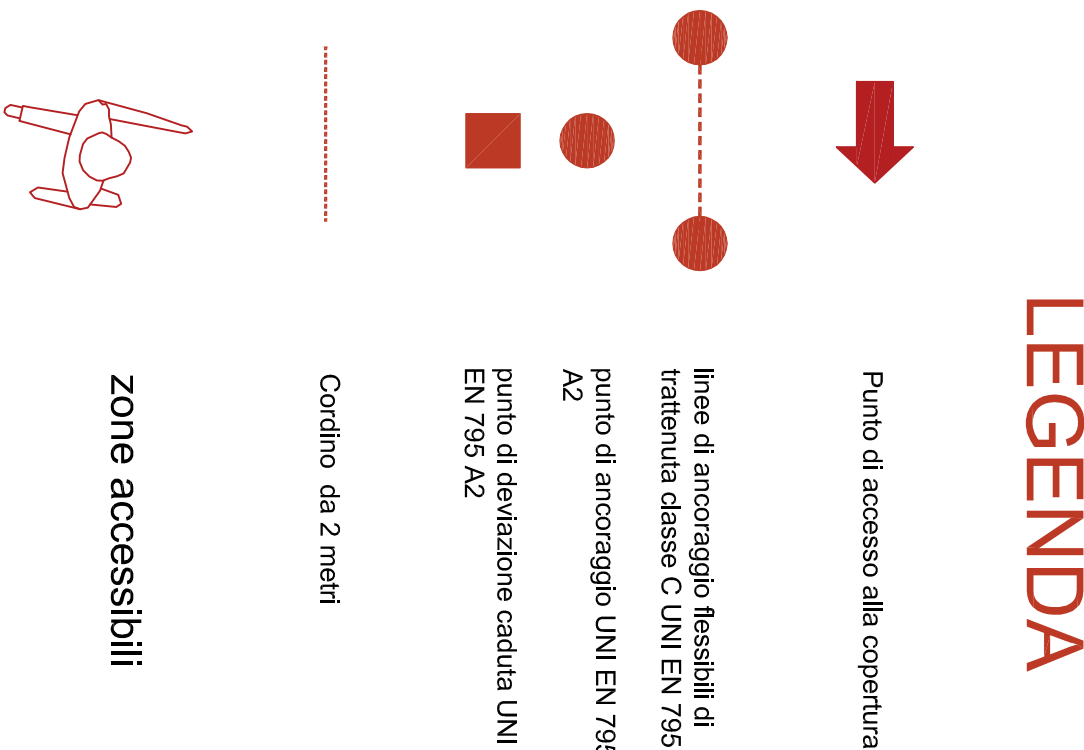 LEGENDA
Punto di accesso alla copertura
linee di ancoraggio flessibili di
trattenuta classe C UNI EN 795
punto di ancoraggio UNI EN 795
A2
punto di deviazione caduta UNI
EN 795 A2
Cordino da 2 metri
zone accessibili